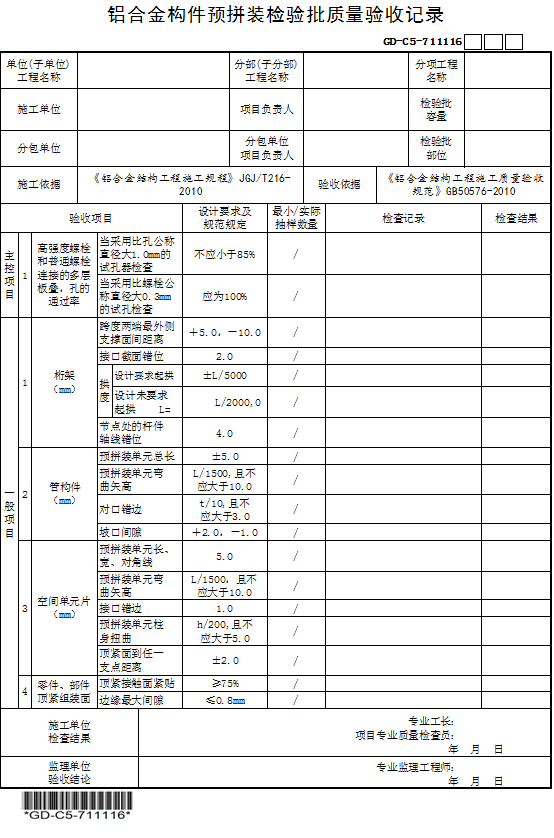 铝合金构件预拼装检验批质量验收记录
GD-C5-711116
单位(子单位)
工程名称
分部(子分部)
工程名称
分项工程
名称
施工单位
项目负责人
检验批
容量
分包单位
分包单位
项目负责人
检验批
部位
施工依据
《铝合金结构工程施工规程》JGJ/T216-
2010
验收依据
《铝合金结构工程施工质量验收
规范》GB50576-2010
验收项目
设计要求及
规范规定
最小/实际
抽样数量
检查记录
检查结果
主控项目
1
高强度螺栓
和普通螺栓
连接的多层
板叠，孔的
通过率
当采用比孔公称
直径大1.0mm的
试孔器检查
不应小于85%
/
当采用比螺栓公
称直径大0.3mm
的试孔检查
应为100%
/
一般项目
1
桁架
（mm）
跨度两端最外侧
支撑面间距离
＋5.0，－10.0
/
接口截面错位
2.0
/
拱度
设计要求起拱
±L/5000
/
设计未要求
起拱 L=
L/2000,0
/
节点处的杆件
轴线错位
4.0
/
2
管构件
（mm）
预拼装单元总长
±5.0
/
预拼装单元弯
曲矢高
L/1500,且不
应大于10.0
/
对口错边
t/10,且不
应大于3.0
/
坡口间隙
＋2.0，－1.0
/
3
空间单元片
（mm）
预拼装单元长、
宽、对角线
5.0
/
预拼装单元弯
曲矢高
L/1500，且不
应大于10.0
/
接口错边
1.0
/
预拼装单元柱
身扭曲
h/200,且不
应大于5.0
/
顶紧面到任一
支点距离
±2.0
/
4
零件、部件
顶紧组装面
顶紧接触面紧贴
≥75%
/
边缘最大间隙
≤0.8mm
/
施工单位
检查结果
专业工长：
项目专业质量检查员：
年 月 日
监理单位
验收结论
专业监理工程师：
年 月 日
*GD-C5-711116*